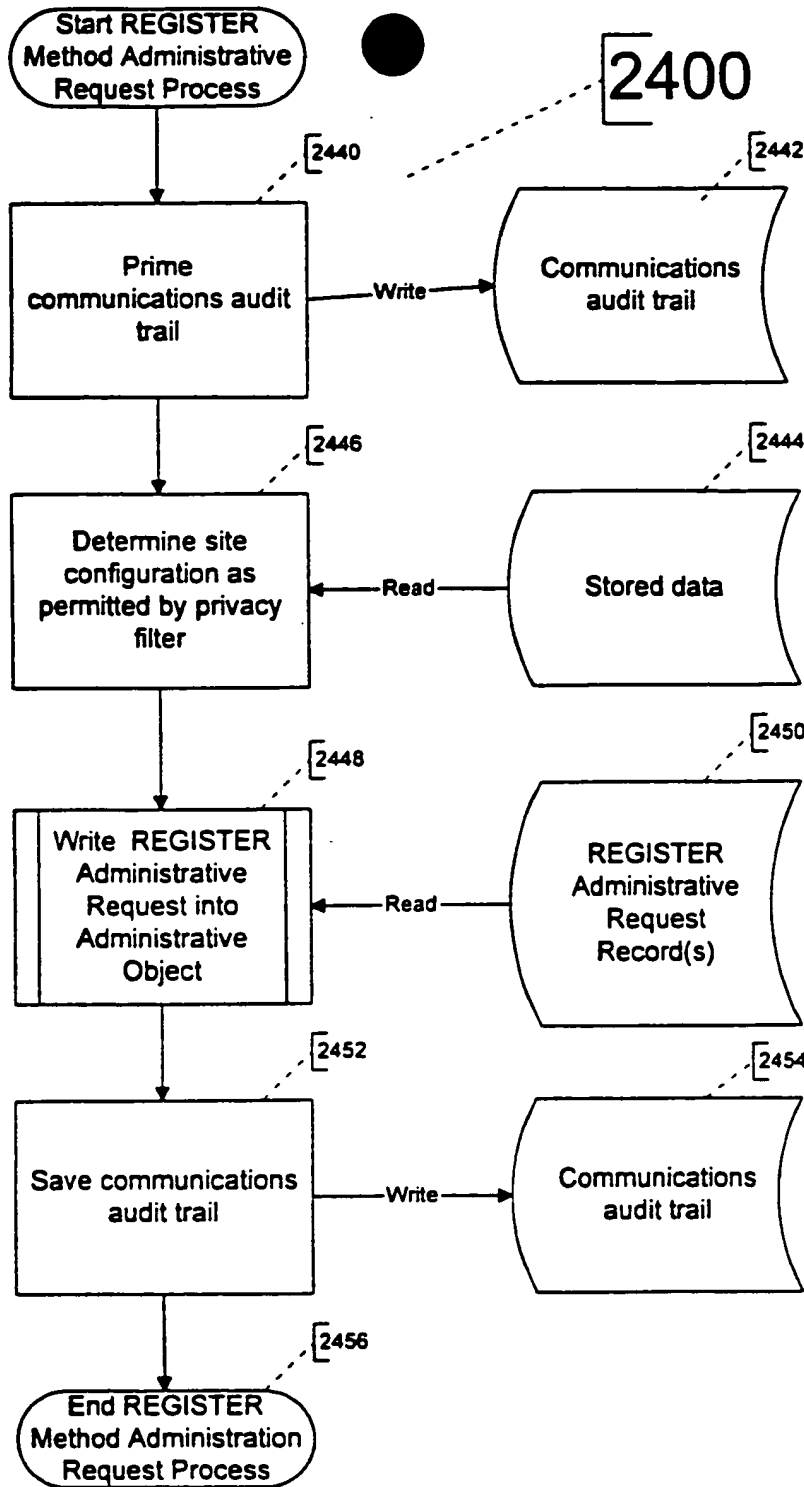 Start REGISTER
Method Administrative
Request Process
2400
2440
2442
Prime
communications audit
trail
Write
Communications
audit trail
2446
2444
Determine site
configuration as
permitted by privacy
filter
Read
Stored data
2448
2450
Write REGISTER
Administrative
Request into
Administrative
Object
Read
REGISTER
Administrative
Request
Record(s)
2452
2454
Save communications
audit trail
Write
Communications
audit trail
2456
End REGISTER
Method Administration
Request Process